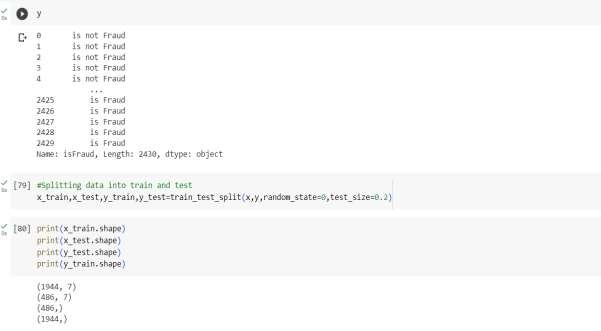 y
0 is not Fraud
1 is not Fraud
2 is not Fraud
3 is not Fraud
4 is not Fraud
...
2425 is Fraud
2426 is Fraud
2427 is Fraud
2428 is Fraud
2429 is Fraud
Name: isFraud, Length: 2430, dtype: object
[79] #Splitting data into train and test
x_train,x_test,y_train,y_test=train_test_split(x,y,random_state=0,test_size=0.2)
[80] print(x_train.shape)
print(x_test.shape)
print(y_test.shape)
print(y_train.shape)
(1944, 7)
(486, 7)
(486,)
(1944,)